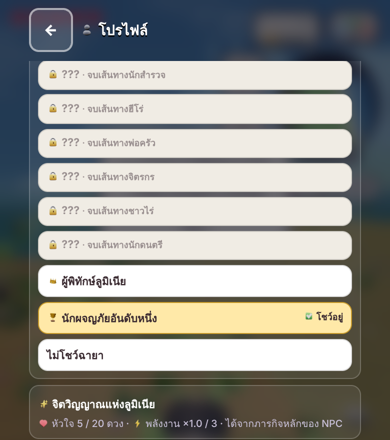 โปรไฟล์
??? · จบเส้นทางนักสำรวจ
??? · จบเส้นทางฮีโร่
??? · จบเส้นทางพ่อครัว
??? · จบเส้นทางจิตรกร
??? · จบเส้นทางชาวไร่
??? · จบเส้นทางนักดนตรี
ผู้พิทักษ์ลูมิเนีย
นักผจญภัยอันดับหนึ่ง โชว์อยู่
ไม่โชว์ฉายา
จิตวิญญาณแห่งลูมิเนีย
หัวใจ 5 / 20 ดวง · พลังงาน ×1.0 / 3 · ได้จากภารกิจหลักของ NPC